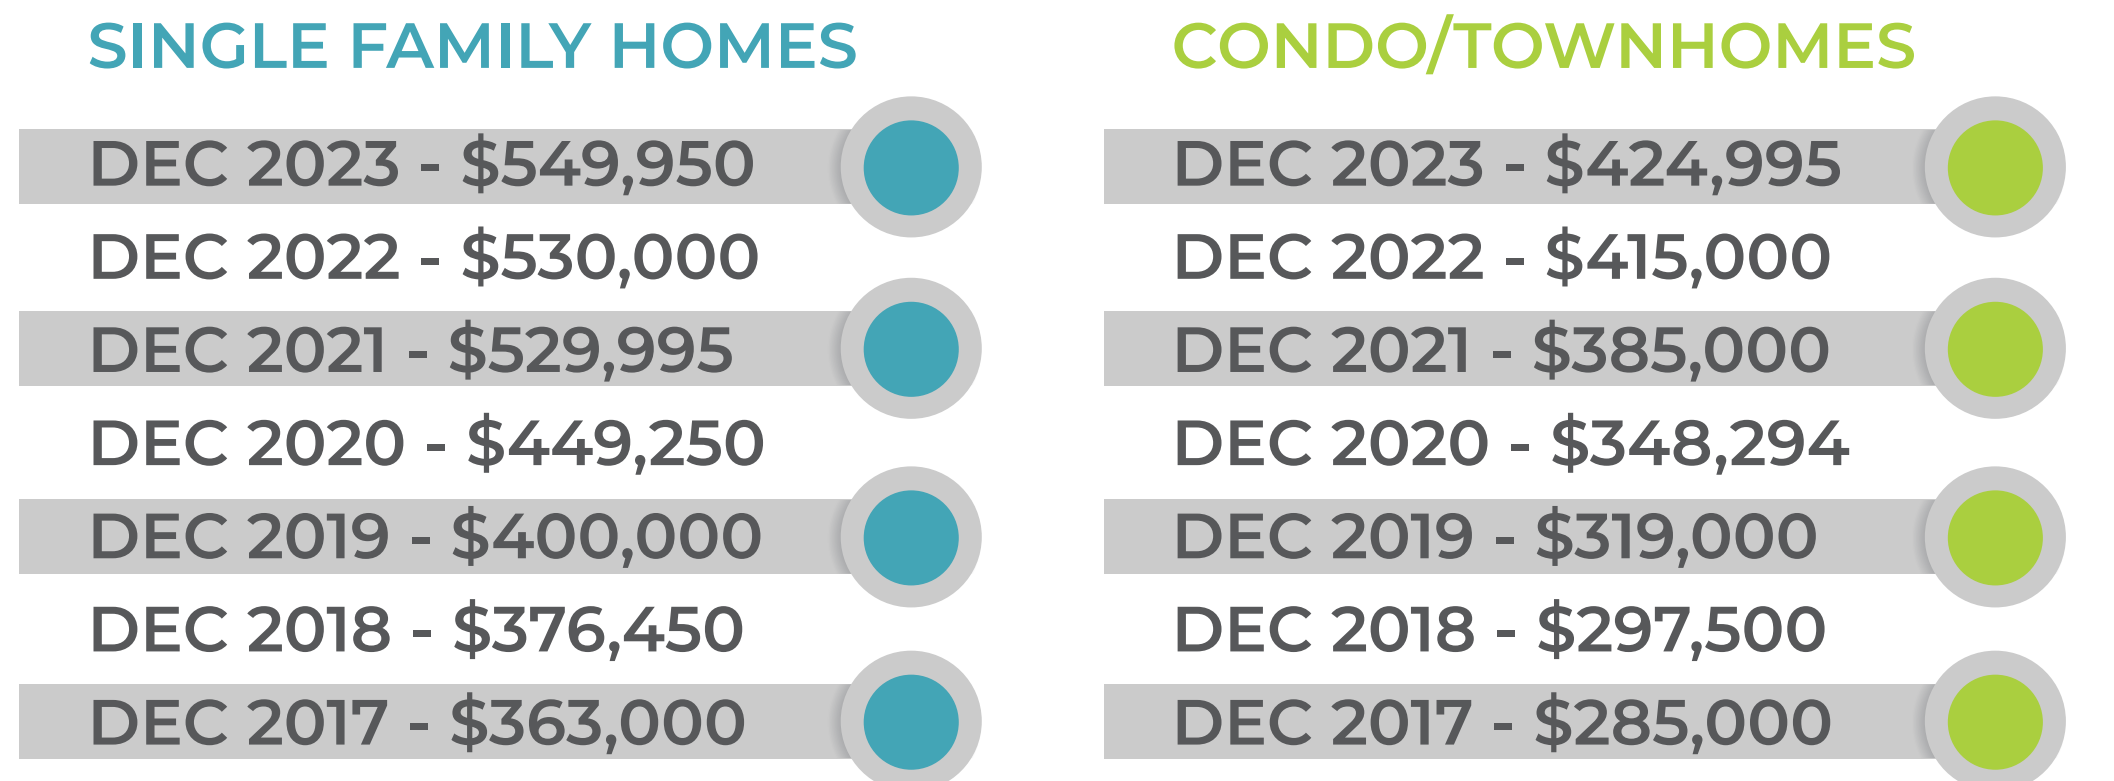 SINGLE FAMILY HOMES
DEC 2023 - $549,950
DEC 2022 - $530,000
DEC 2021 - $529,995
DEC 2020 - $449,250
DEC 2019 - $400,000
DEC 2018 - $376,450
DEC 2017 - $363,000
CONDO/TOWNHOMES
DEC 2023 - $424,995
DEC 2022 - $415,000
DEC 2021 - $385,000
DEC 2020 - $348,294
DEC 2019 - $319,000
DEC 2018 - $297,500
DEC 2017 - $285,000